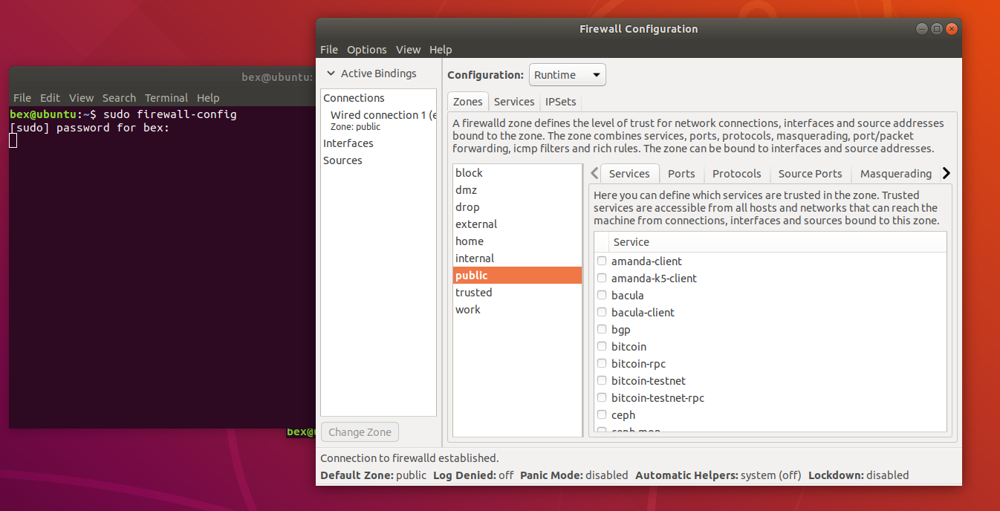 bex@ubuntu:
File Edit View Search Terminal Help
bex@ubuntu:~$ sudo firewall-config
[sudo] password for bex:
bex@u
Firewall Configuration
File Options View Help
Active Bindings
Connections
Wired connection 1 (e
Zone: public
Interfaces
Sources
Change Zone
Configuration: Runtime
Zones Services IPSets
A firewalld zone defines the level of trust for network connections, interfaces and source addresses
bound to the zone. The zone combines services, ports, protocols, masquerading, port/packet
forwarding, icmp filters and rich rules. The zone can be bound to interfaces and source addresses.
block
dmz
drop
external
home
internal
public
trusted
work
Services Ports Protocols Source Ports Masquerading
Here you can define which services are trusted in the zone. Trusted
services are accessible from all hosts and networks that can reach the
machine from connections, interfaces and sources bound to this zone.
Service
amanda-client
amanda-k5-client
bacula
bacula-client
bgp
bitcoin
bitcoin-rpc
bitcoin-testnet
bitcoin-testnet-rpc
ceph
ceph-mon
Connection to firewalld established.
Default Zone: public Log Denied: off Panic Mode: disabled Automatic Helpers: system (off) Lockdown: disabled